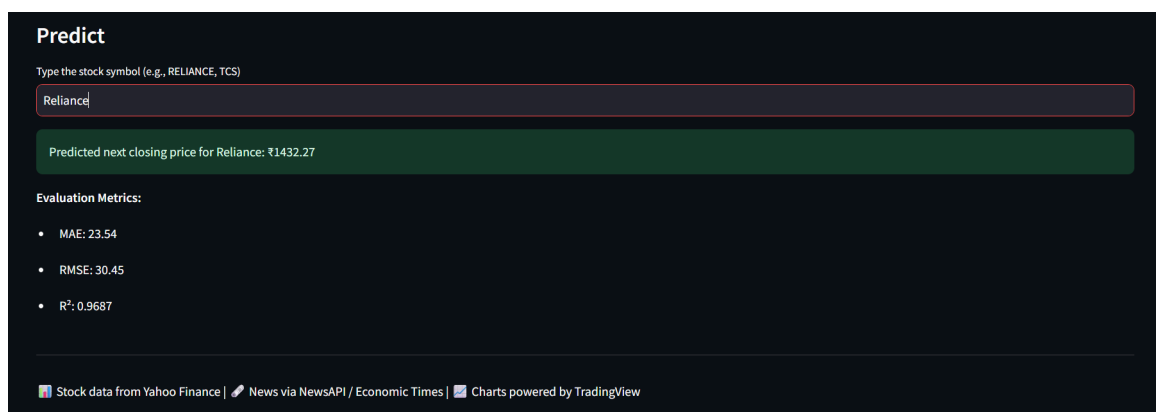 Predict
Type the stock symbol (e.g., RELIANCE, TCS)
Reliance
Predicted next closing price for Reliance: ₹1432.27
Evaluation Metrics:
• MAE: 23.54
• RMSE: 30.45
• R²: 0.9687
📊 Stock data from Yahoo Finance | 🗞️ News via NewsAPI / Economic Times | 📈 Charts powered by TradingView